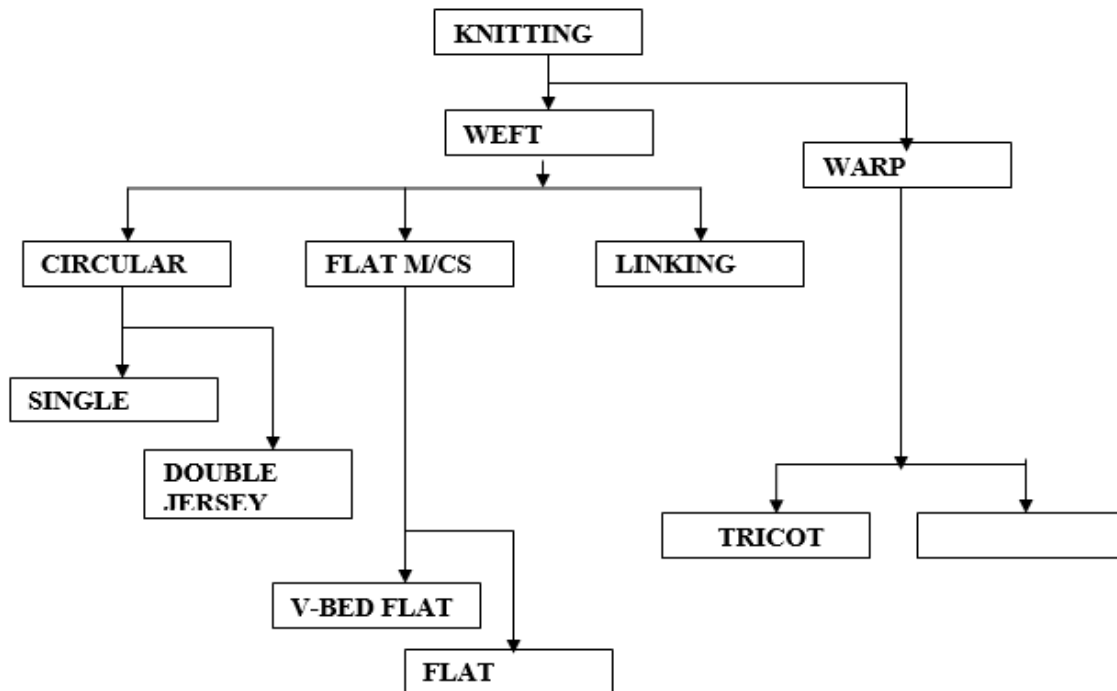 KNITTING
WEFT
WARP
CIRCULAR
FLAT M/CS
LINKING
SINGLE
DOUBLE
JERSEY
TRICOT
V-BED FLAT
FLAT